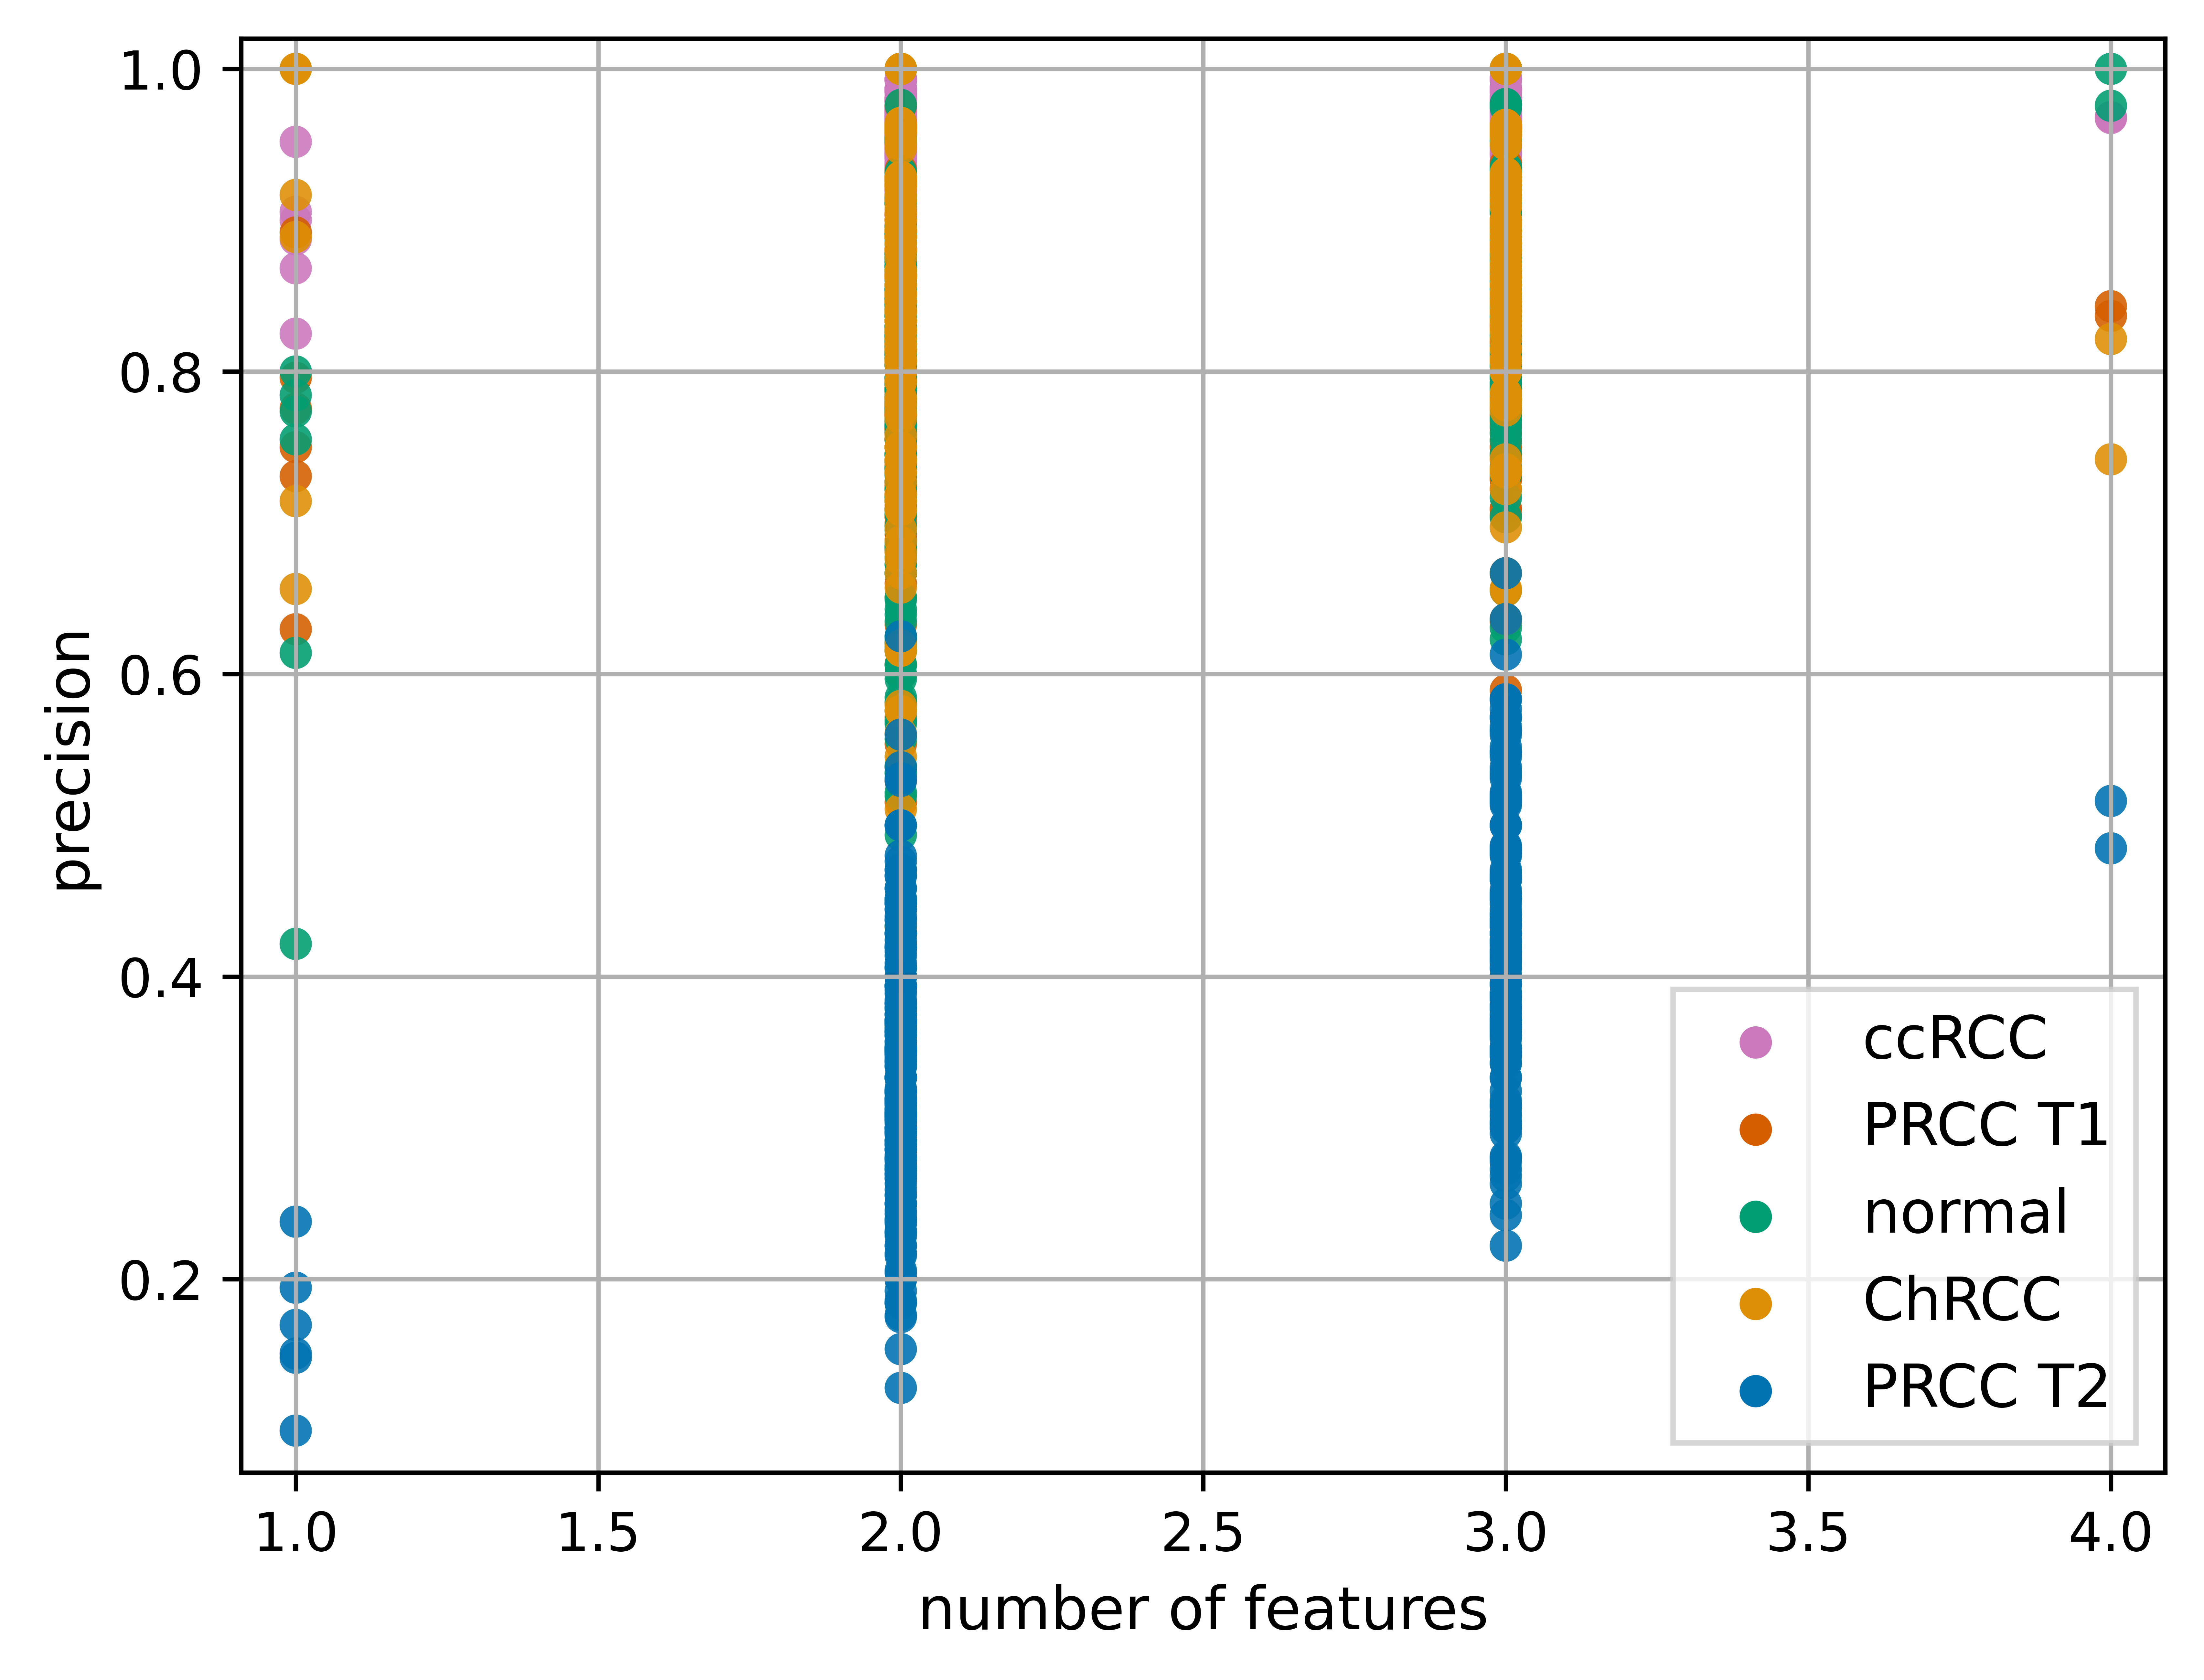 1.0
0.8
0.6
0.4
0.2
precision
ccRCC
PRCC T1
normal
ChRCC
PRCC T2
1.0 1.5 2.0 2.5 3.0 3.5 4.0
number of features